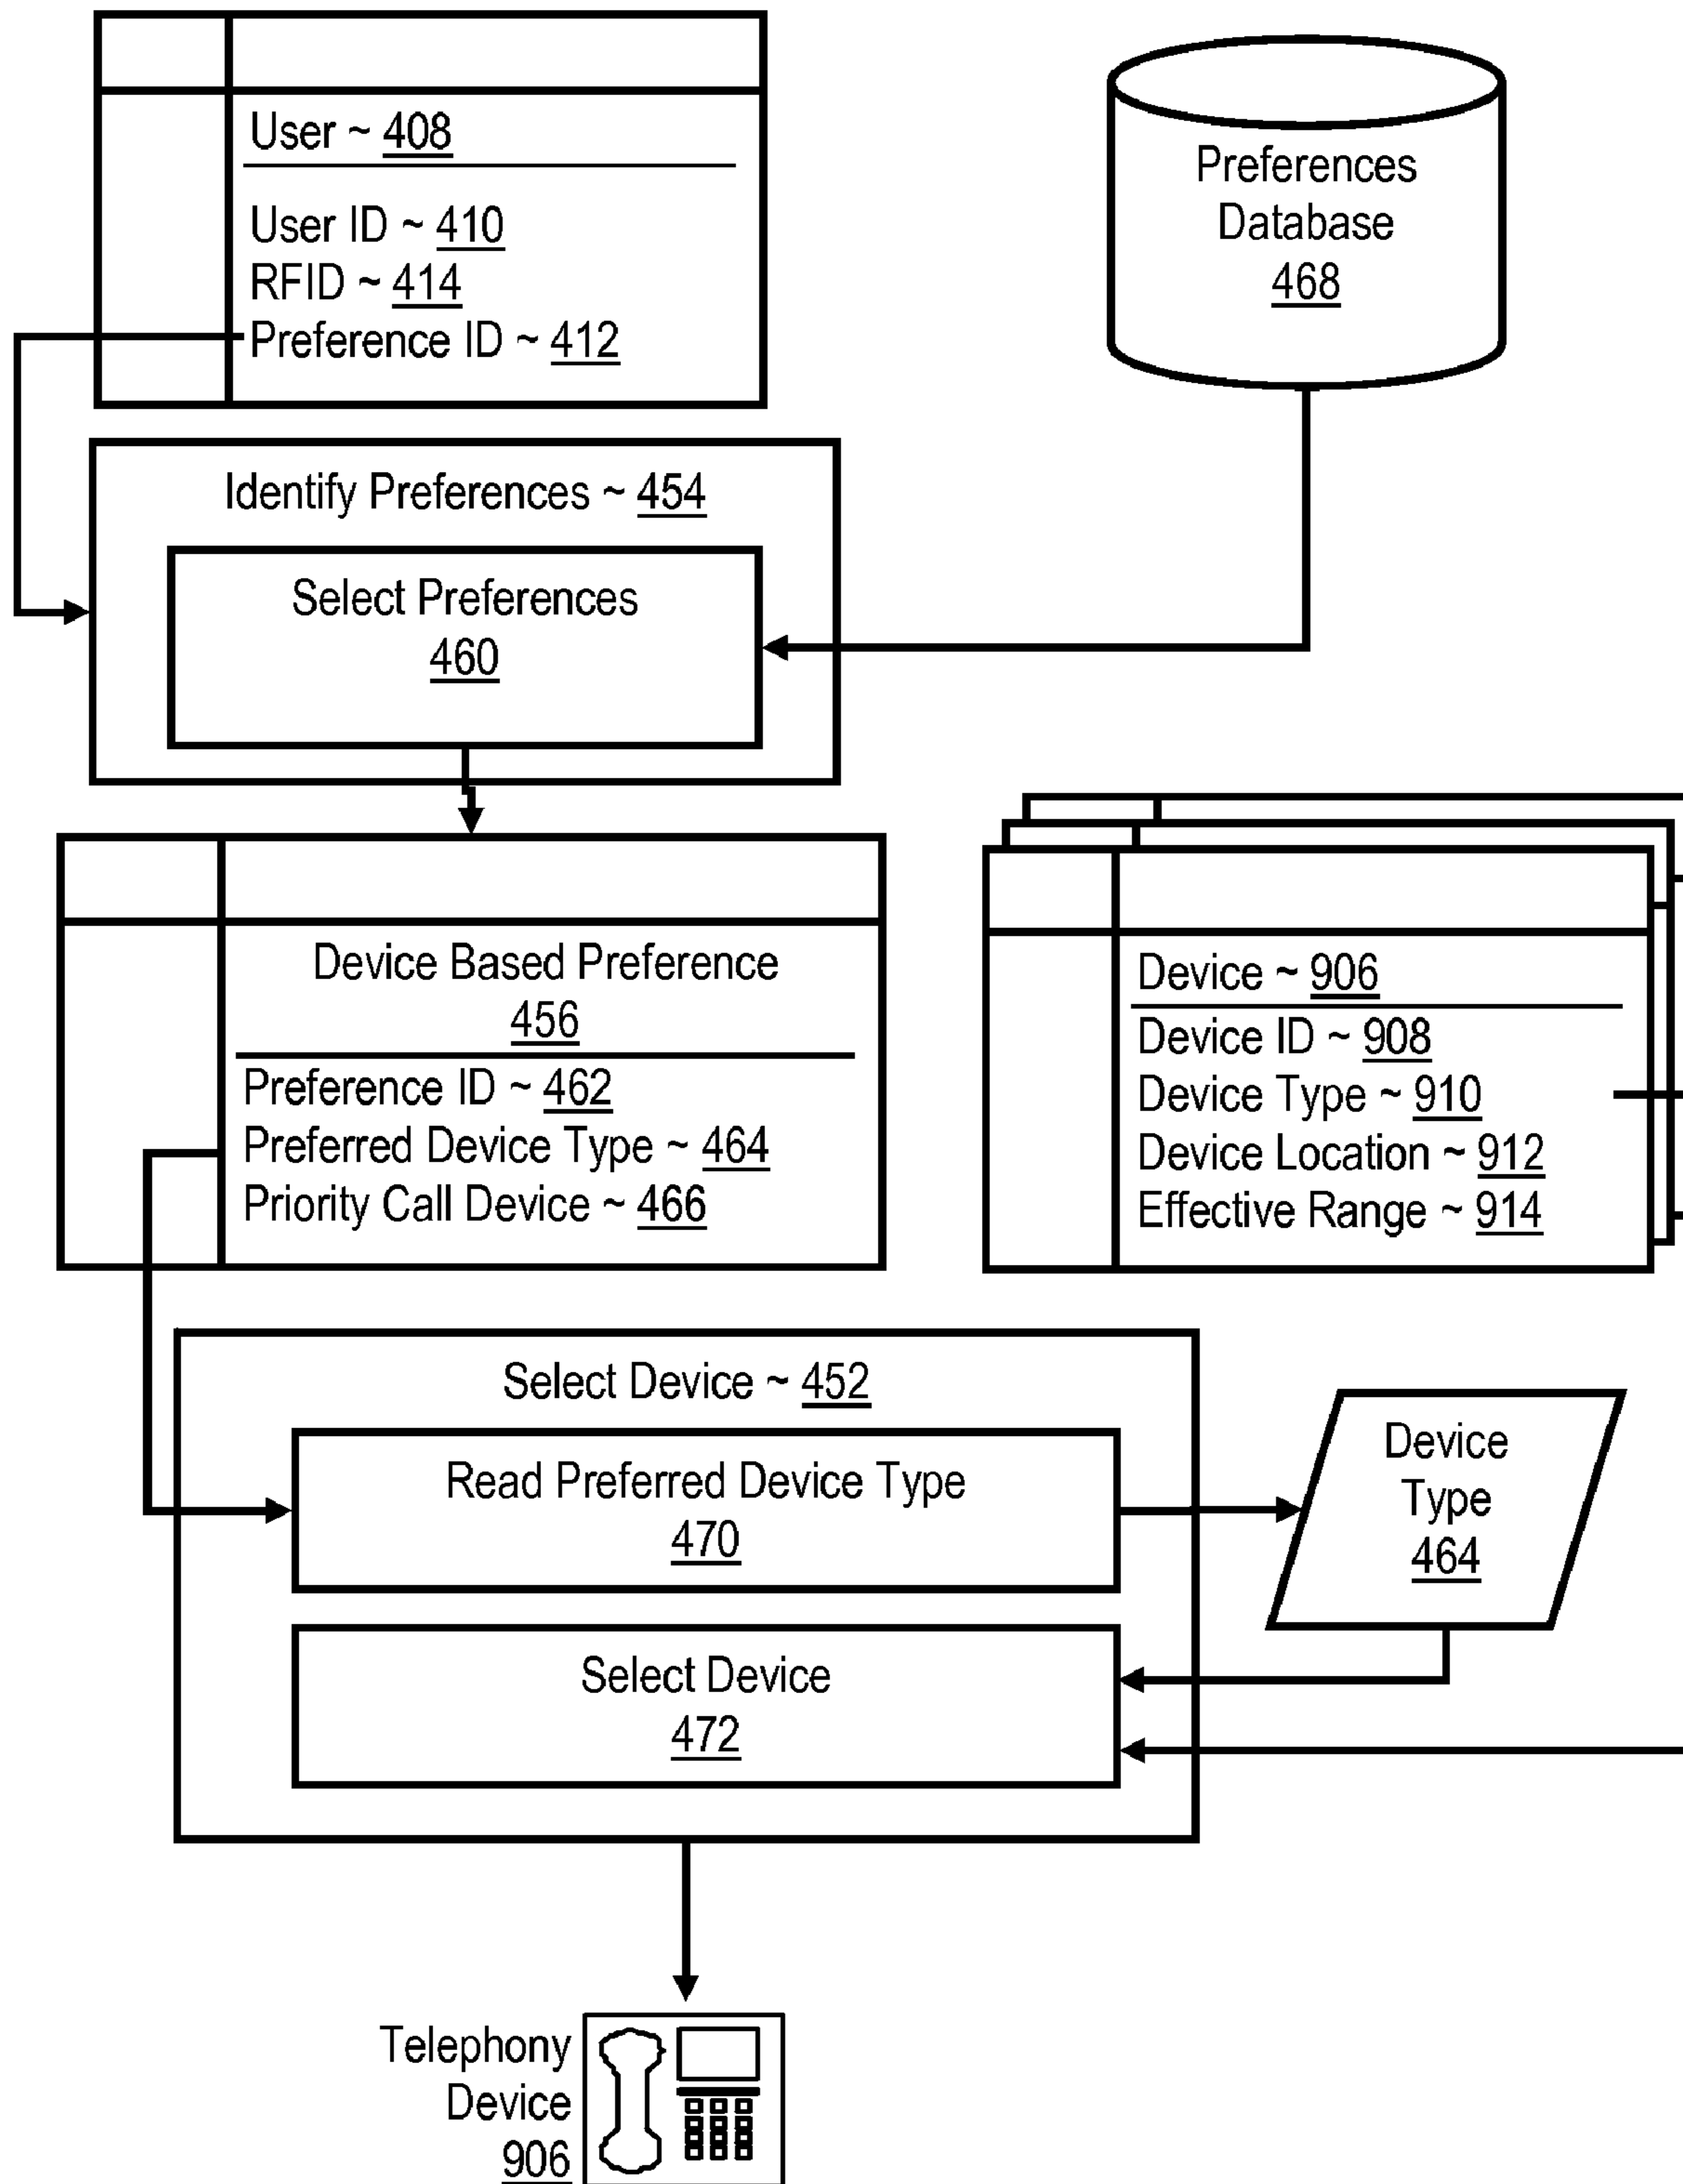 User ~ 408
User ID ~ 410
RFID ~ 414
Preference ID ~ 412
Preferences
Database
468
Identify Preferences ~ 454
Select Preferences
460
Device Based Preference
456
Preference ID ~ 462
Preferred Device Type ~ 464
Priority Call Device ~ 466
Device ~ 906
Device ID ~ 908
Device Type ~ 910
Device Location ~ 912
Effective Range ~ 914
Select Device ~ 452
Read Preferred Device Type
470
Device
Type
464
Select Device
472
Telephony
Device
906